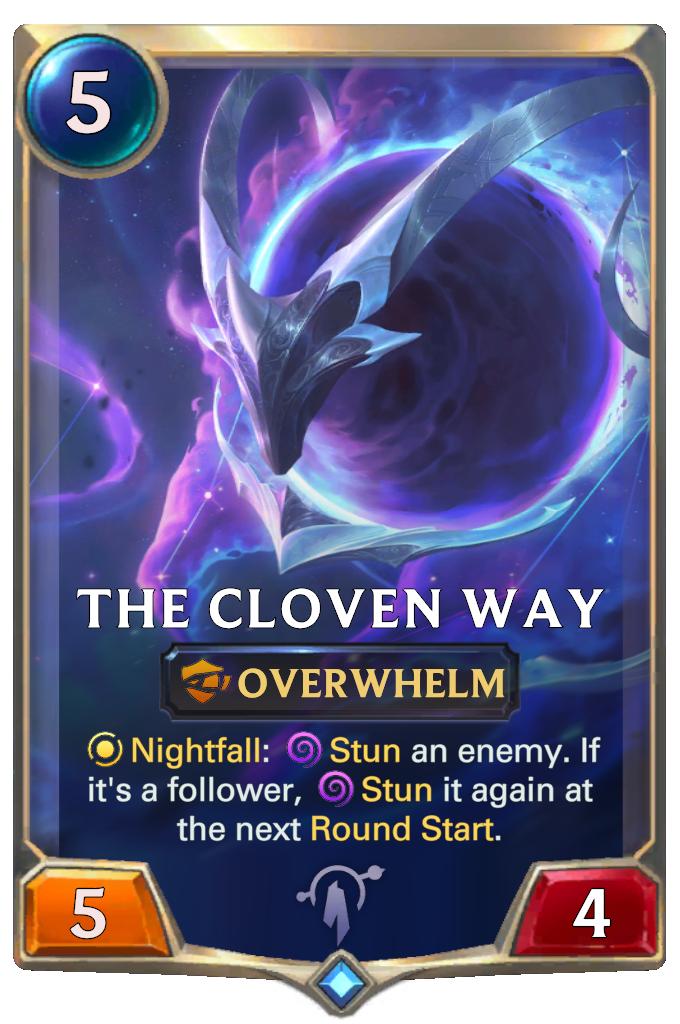 5
THE CLOVEN WAY
OVERWHELM
Nightfall: Stun an enemy. If
it's a follower, Stun it again at
the next Round Start.
5 4